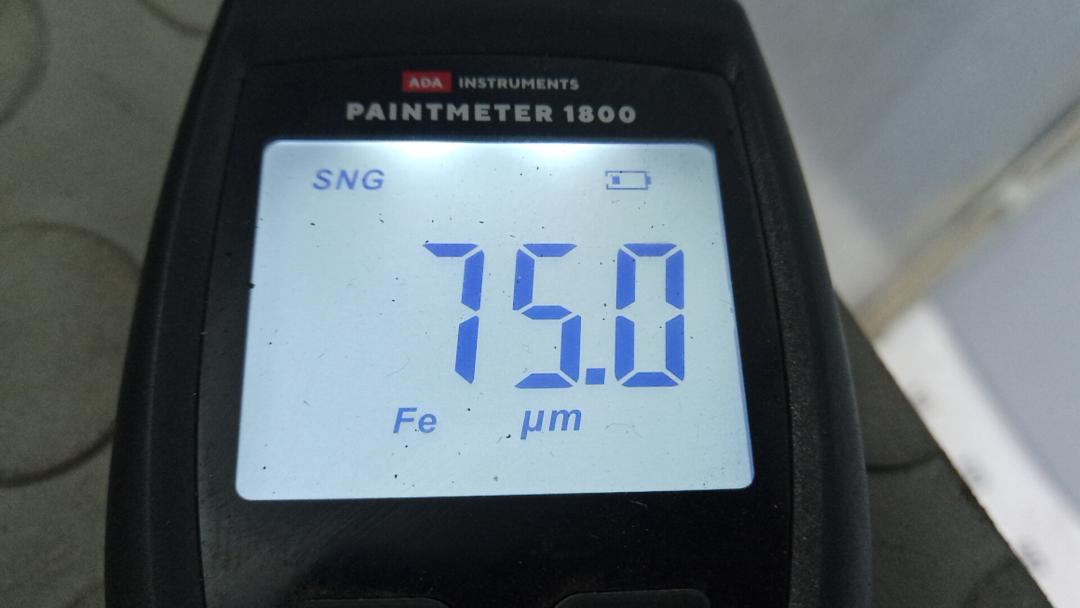 ADA INSTRUMENTS
PAINTMETER 1800
SNG
75.0
Fe μm